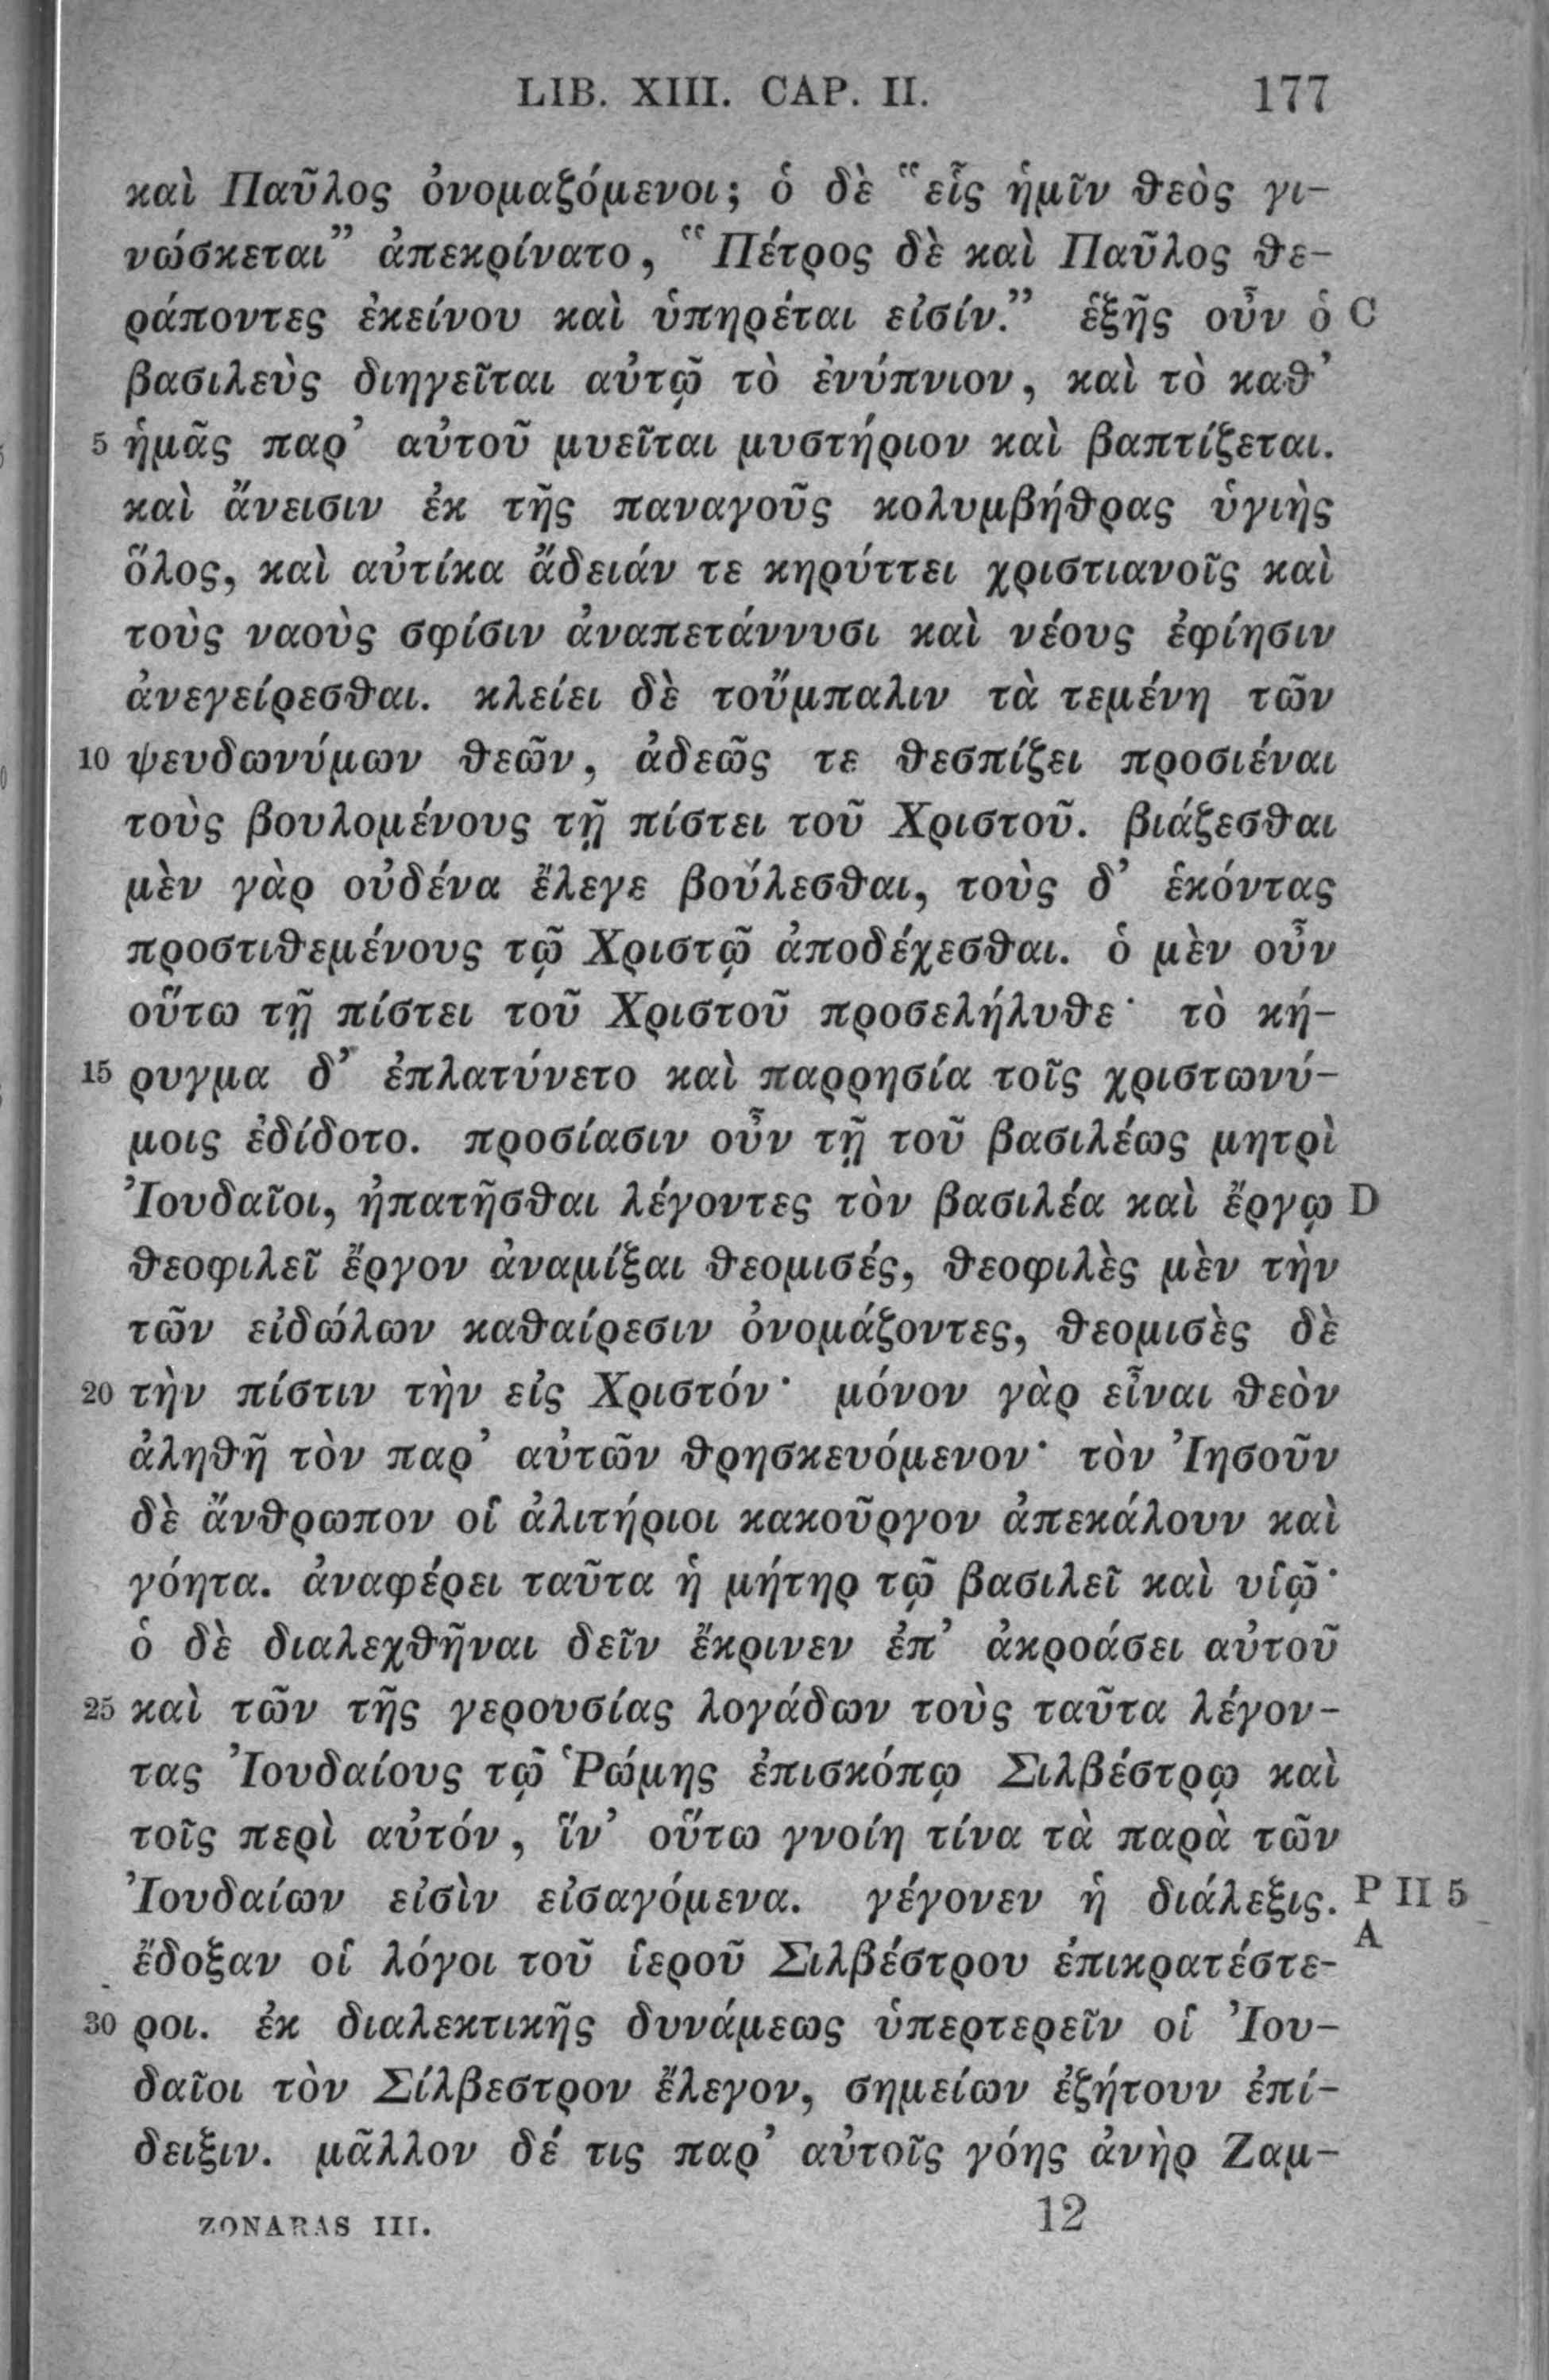 LIB. XIII. CAP. II. 177
καὶ Παῦλος ὀνομαζόμενοι; ὁ δὲ “εἷς ἡμῖν θεὸς γι-
νώσκεται” ἀπεκρίνατο, “Πέτρος δὲ καὶ Παῦλος θε-
ράποντες ἐκείνου καὶ ὑπηρέται εἰσίν.” ἑξῆς οὖν ὁ C
βασιλεὺς διηγεῖται αὐτῷ τὸ ἐνύπνιον, καὶ τὸ καθ’
5 ἡμᾶς παρ’ αὐτοῦ μυεῖται μυστήριον καὶ βαπτίζεται.
καὶ ἄνεισιν ἐκ τῆς παναγοῦς κολυμβήθρας ὑγιὴς
ὅλος, καὶ αὐτίκα ἄδειάν τε κηρύττει χριστιανοῖς καὶ
τοὺς ναοὺς σφίσιν ἀναπετάννυσι καὶ νέους ἐφίησιν
ἀνεγείρεσθαι. κλείει δὲ τοὔμπαλιν τὰ τεμένη τῶν
10 ψευδωνύμων θεῶν, ἀδεῶς τε θεσπίζει προσιέναι
τοὺς βουλομένους τῇ πίστει τοῦ Χριστοῦ. βιάζεσθαι
μὲν γὰρ οὐδένα ἔλεγε βούλεσθαι, τοὺς δ’ ἑκόντας
προστιθεμένους τῷ Χριστῷ ἀποδέχεσθαι. ὁ μὲν οὖν
οὕτω τῇ πίστει τοῦ Χριστοῦ προσελήλυθε· τὸ κή-
15 ρυγμα δ’ ἐπλατύνετο καὶ παρρησία τοῖς χριστωνύ-
μοις ἐδίδοτο. προσίασιν οὖν τῇ τοῦ βασιλέως μητρὶ
Ἰουδαῖοι, ἠπατῆσθαι λέγοντες τὸν βασιλέα καὶ ἔργῳ D
θεοφιλεῖ ἔργον ἀναμίξαι θεομισές, θεοφιλὲς μὲν τὴν
τῶν εἰδώλων καθαίρεσιν ὀνομάζοντες, θεομισὲς δὲ
20 τὴν πίστιν τὴν εἰς Χριστόν· μόνον γὰρ εἶναι θεὸν
ἀληθῆ τὸν παρ’ αὐτῶν θρησκευόμενον· τὸν Ἰησοῦν
δὲ ἄνθρωπον οἱ ἀλιτήριοι κακοῦργον ἀπεκάλουν καὶ
γόητα. ἀναφέρει ταῦτα ἡ μήτηρ τῷ βασιλεῖ καὶ υἱῷ·
ὁ δὲ διαλεχθῆναι δεῖν ἔκρινεν ἐπ’ ἀκροάσει αὐτοῦ
25 καὶ τῶν τῆς γερουσίας λογάδων τοὺς ταῦτα λέγον-
τας Ἰουδαίους τῷ Ῥώμης ἐπισκόπῳ Σιλβέστρῳ καὶ
τοῖς περὶ αὐτόν, ἵν’ οὕτω γνοίη τίνα τὰ παρὰ τῶν
Ἰουδαίων εἰσὶν εἰσαγόμενα. γέγονεν ἡ διάλεξις. P II 5
A
ἔδοξαν οἱ λόγοι τοῦ ἱεροῦ Σιλβέστρου ἐπικρατέστε-
30 ροι. ἐκ διαλεκτικῆς δυνάμεως ὑπερτερεῖν οἱ Ἰου-
δαῖοι τὸν Σίλβεστρον ἔλεγον, σημείων ἐζήτουν ἐπί-
δειξιν. μᾶλλον δέ τις παρ’ αὐτοῖς γόης ἀνὴρ Ζαμ-
ZONARAS III. 12